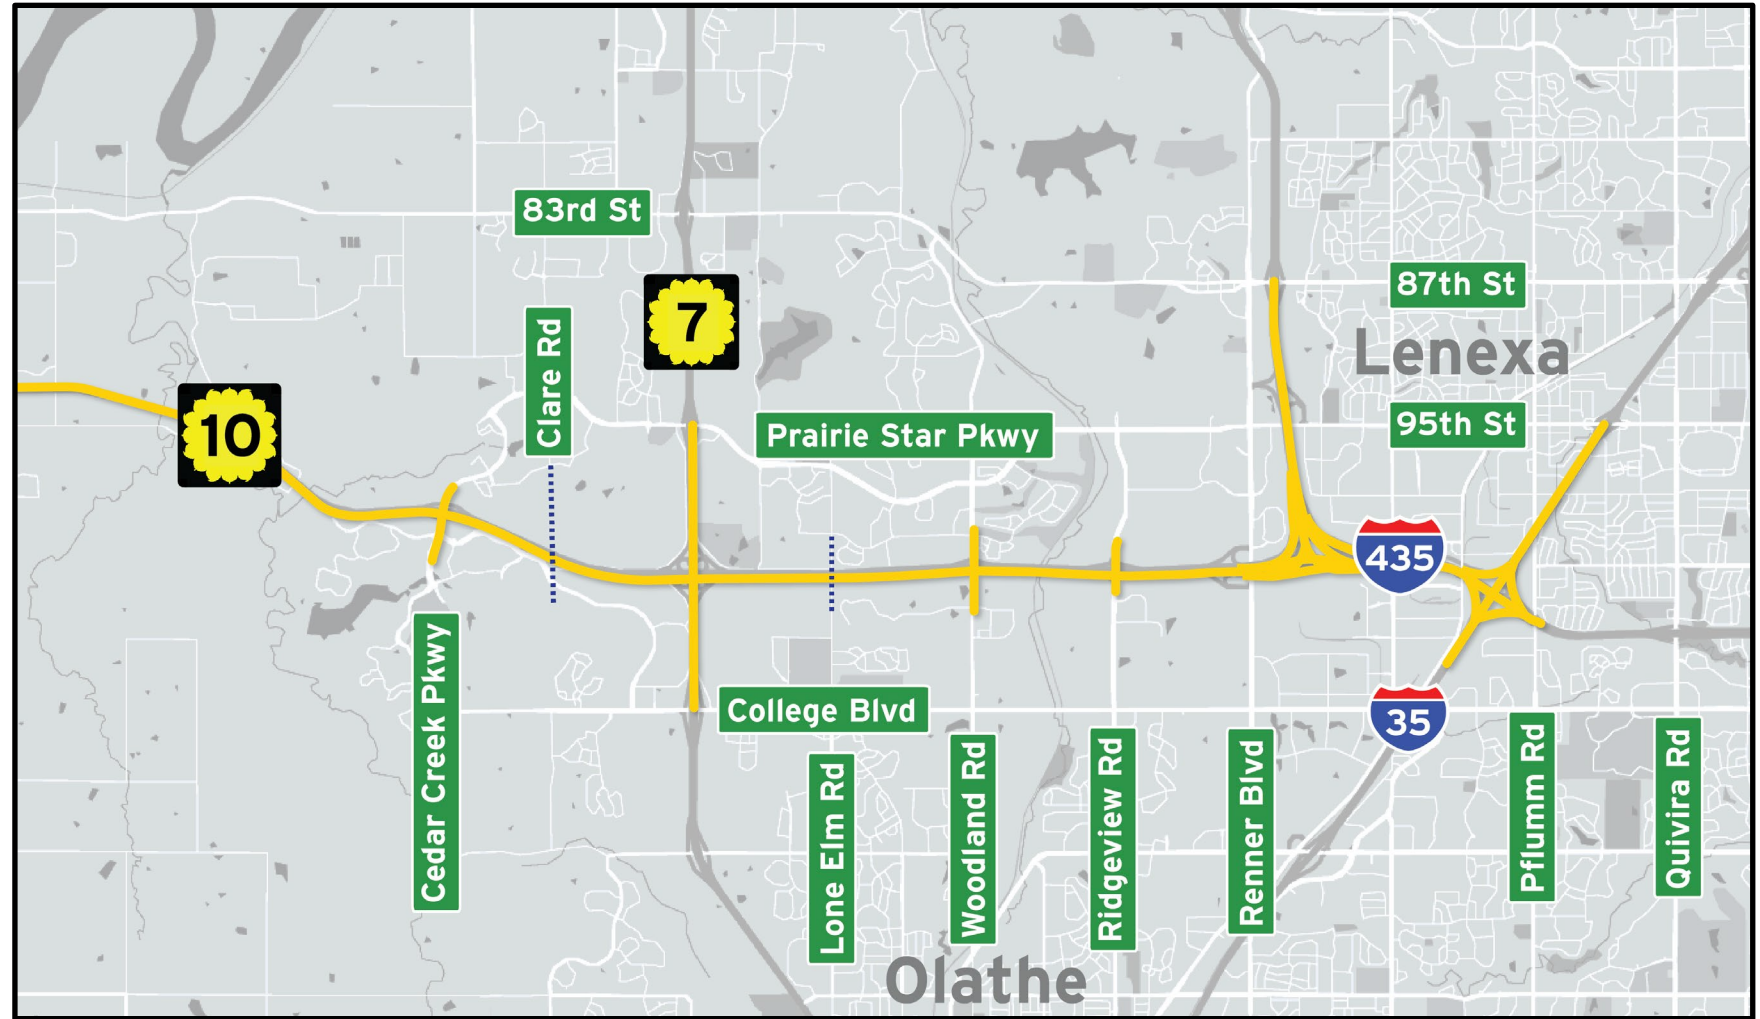 83rd St
87th St
7
Clare Rd
Lenexa
10
Prairie Star Pkwy
95th St
435
Cedar Creek Pkwy
College Blvd
35
Lone Elm Rd
Woodland Rd
Ridgeview Rd
Renner Blvd
Pflumm Rd
Quivira Rd
Olathe